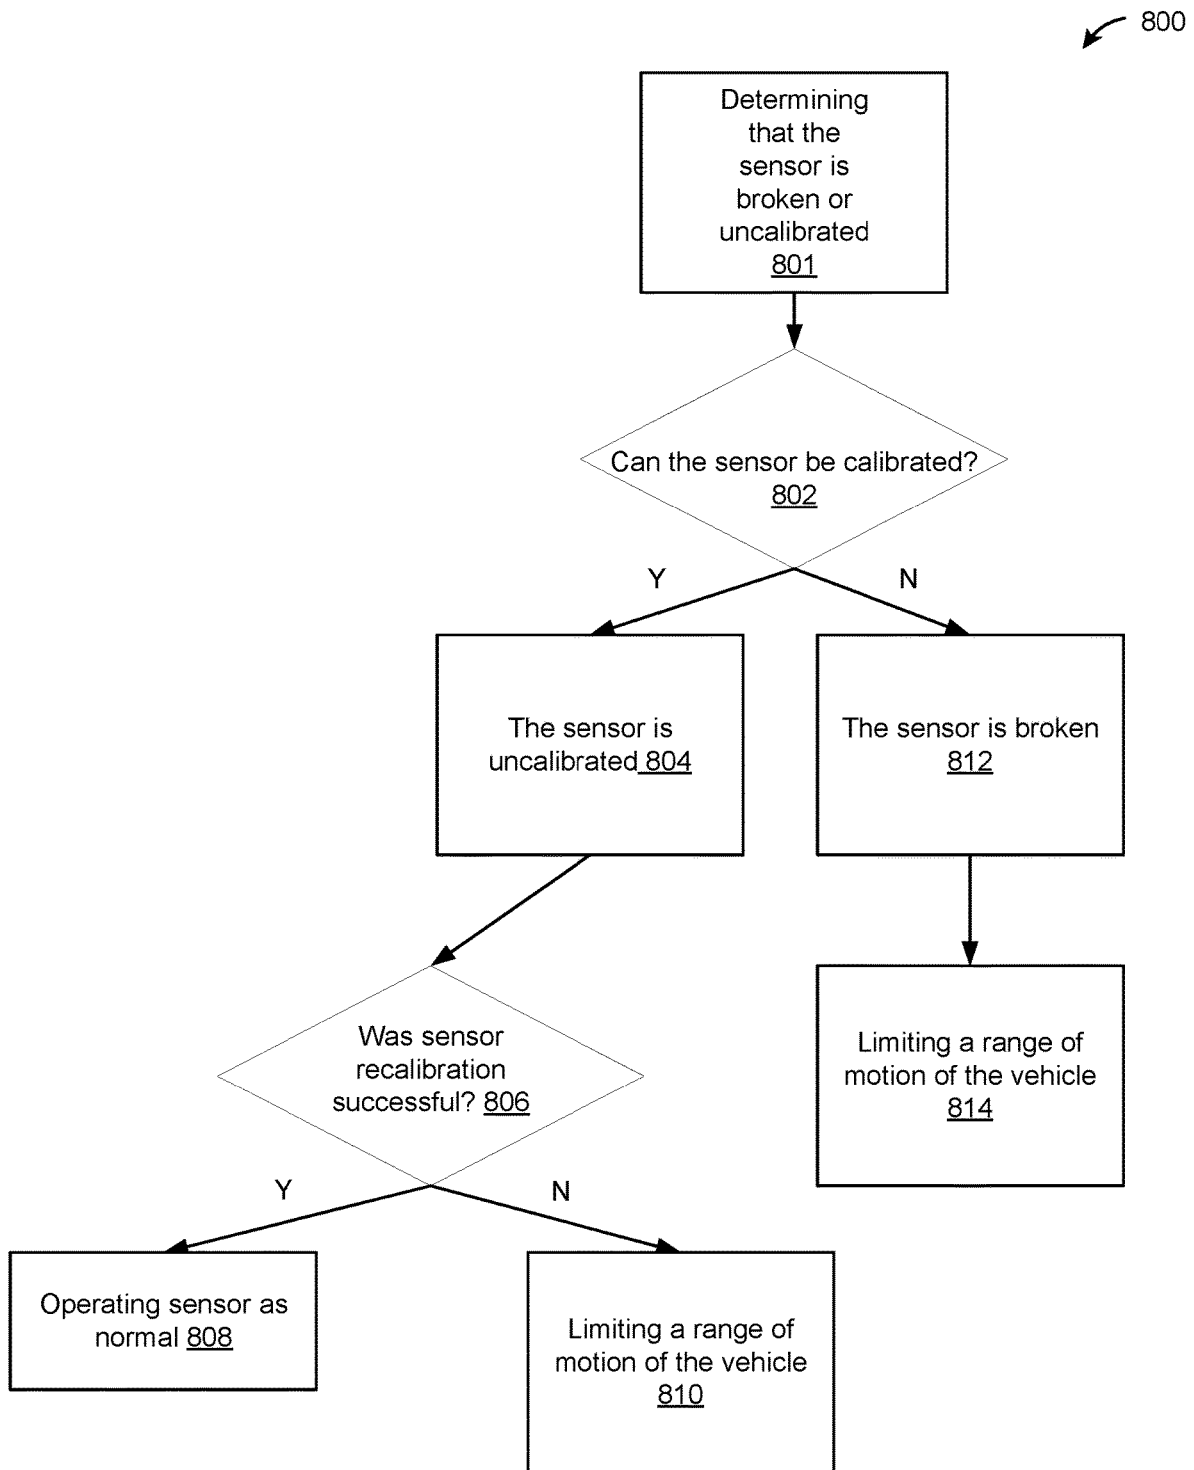 800
Determining
that the
sensor is
broken or
uncalibrated
801
Can the sensor be calibrated?
802
Y
N
The sensor is
uncalibrated 804
The sensor is broken
812
Was sensor
recalibration
successful? 806
Limiting a range of
motion of the vehicle
814
Y
N
Operating sensor as
normal 808
Limiting a range of
motion of the vehicle
810